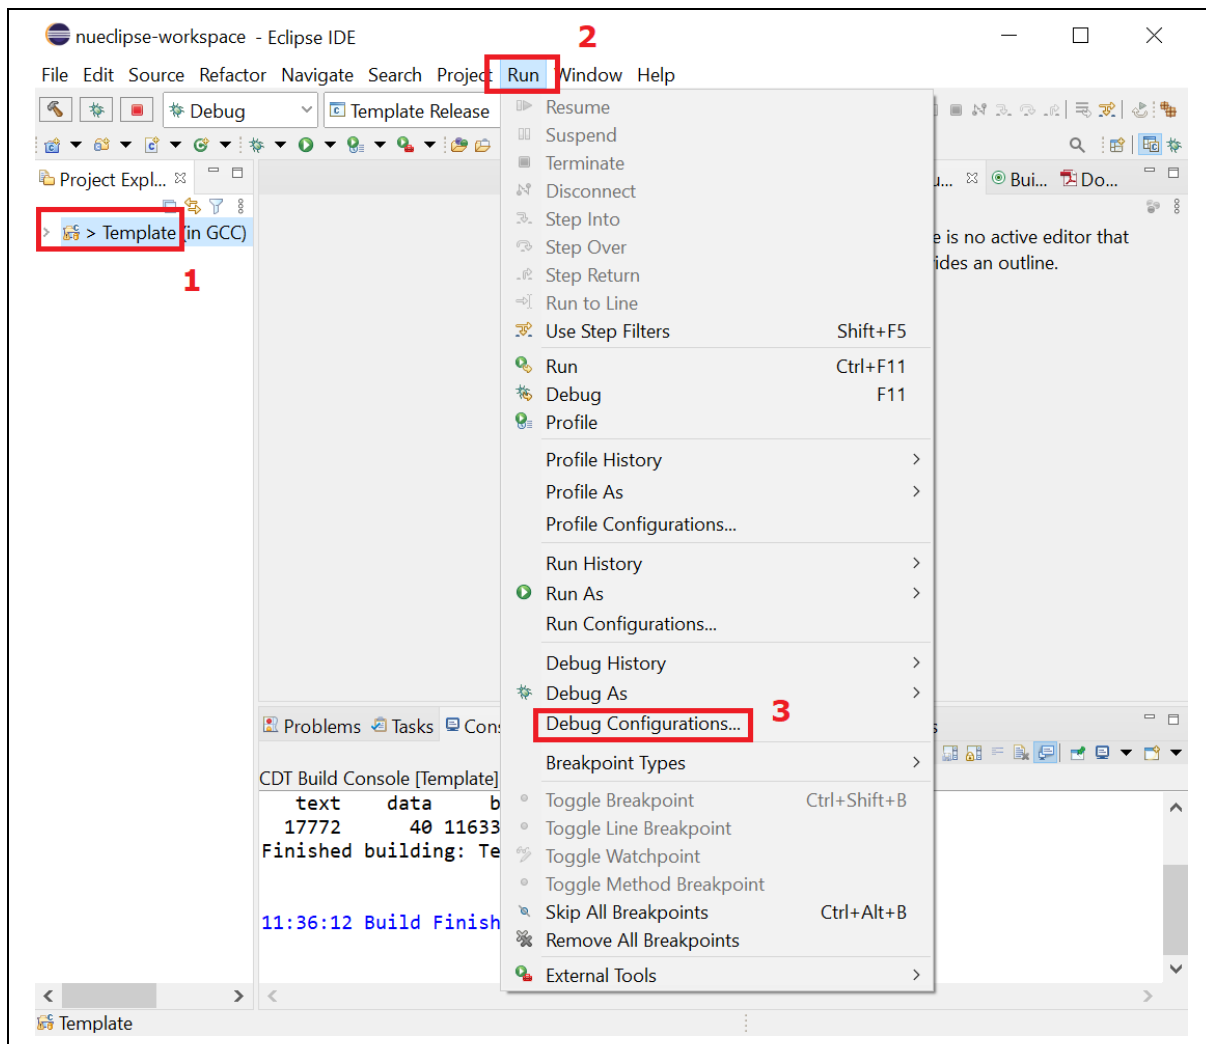 nueclipse-workspace - Eclipse IDE
2
File Edit Source Refactor Navigate Search Project Run Window Help
Debug
Template Release
Project Expl...
Bui...
Do...
> Template (in GCC)
1
e is no active editor that
ides an outline.
Resume
Suspend
Terminate
Disconnect
Step Into
Step Over
Step Return
Run to Line
Use Step Filters Shift+F5
Run Ctrl+F11
Debug F11
Profile
Profile History
Profile As
Profile Configurations...
Run History
Run As
Run Configurations...
Debug History
Debug As
Debug Configurations...
3
Breakpoint Types
Toggle Breakpoint Ctrl+Shift+B
Toggle Line Breakpoint
Toggle Watchpoint
Toggle Method Breakpoint
Skip All Breakpoints Ctrl+Alt+B
Remove All Breakpoints
External Tools
Problems Tasks Cons
CDT Build Console [Template]
text data b
17772 40 11633
Finished building: Te
11:36:12 Build Finish
Template